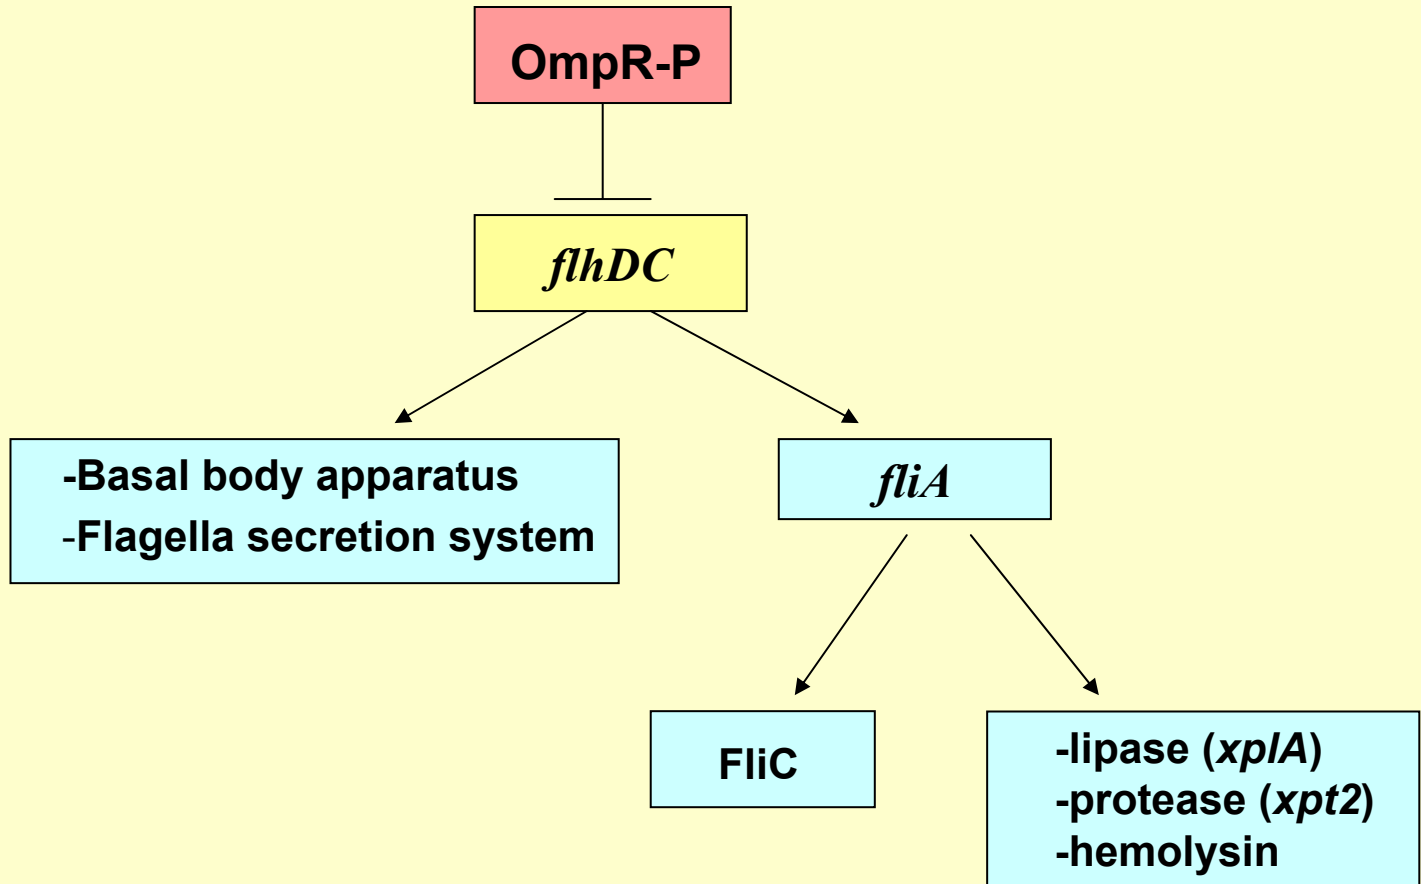 OmpR-P
flhDC
-Basal body apparatus
-Flagella secretion system
fliA
FliC
-lipase (xplA)
-protease (xpt2)
-hemolysin